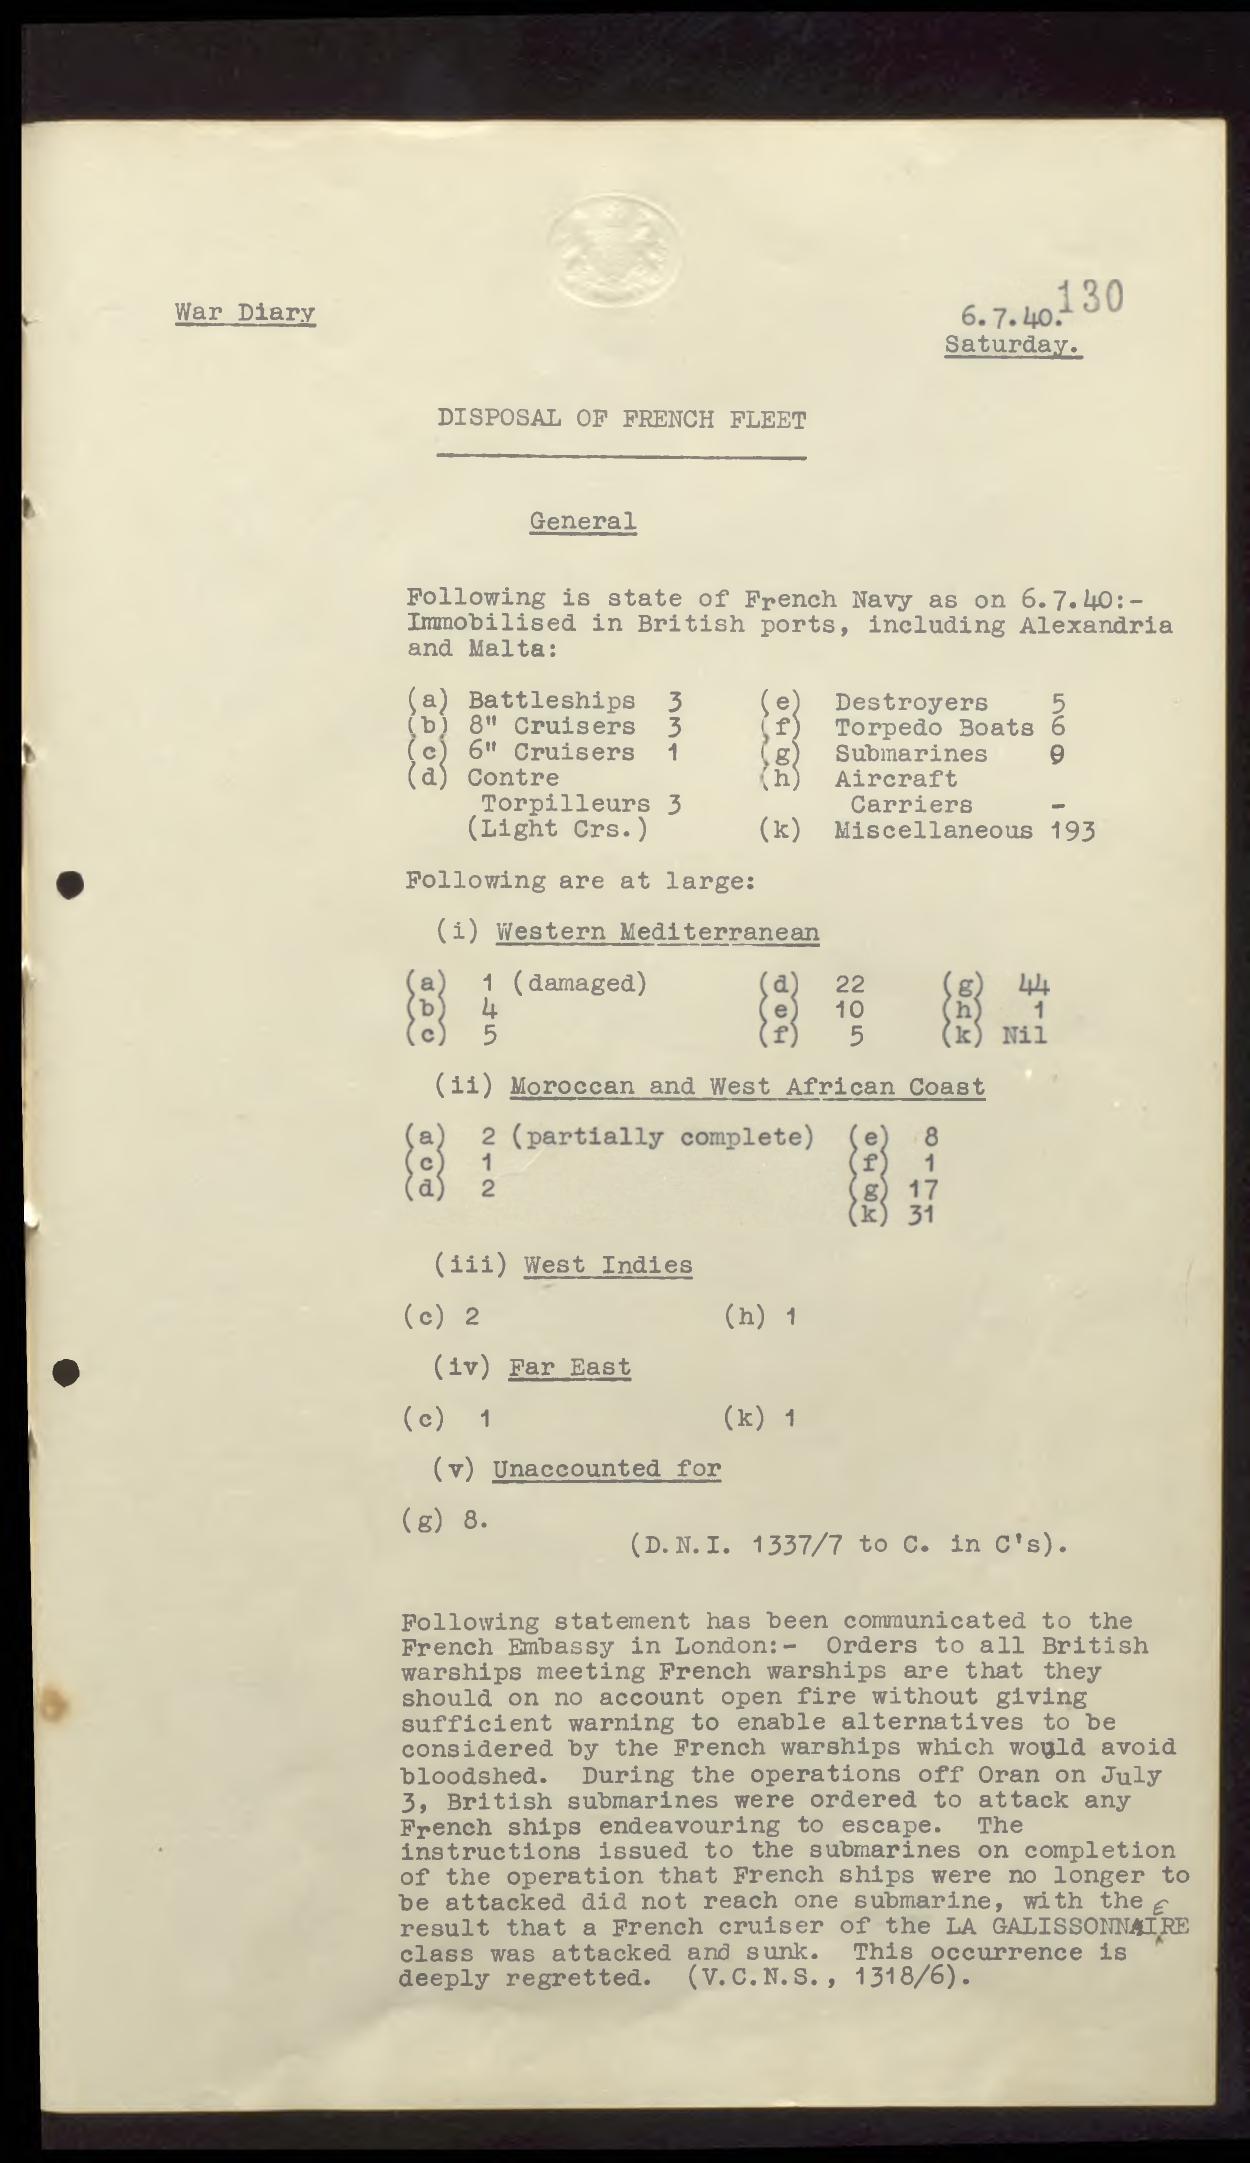 130
War Diary 6.7.40.
Saturday.
DISPOSAL OF FRENCH FLEET
General
Following is state of French Navy as on 6.7.40:-
Immobilised in British ports, including Alexandria
and Malta:
(a) Battleships 3 (e) Destroyers 5
(b) 8" Cruisers 3 (f) Torpedo Boats 6
(c) 6" Cruisers 1 (g) Submarines 9
(d) Contre (h) Aircraft
Torpilleurs 3 Carriers -
(Light Crs.) (k) Miscellaneous 193
Following are at large:
(i) Western Mediterranean
(a) 1 (damaged) (d) 22 (g) 44
(b) 4 (e) 10 (h) 1
(c) 5 (f) 5 (k) Nil
(ii) Moroccan and West African Coast
(a) 2 (partially complete) (e) 8
(c) 1 (f) 1
(d) 2 (g) 17
(k) 31
(iii) West Indies
(c) 2 (h) 1
(iv) Far East
(c) 1 (k) 1
(v) Unaccounted for
(g) 8.
(D.N.I. 1337/7 to C. in C's).
Following statement has been communicated to the
French Embassy in London:- Orders to all British
warships meeting French warships are that they
should on no account open fire without giving
sufficient warning to enable alternatives to be
considered by the French warships which would avoid
bloodshed. During the operations off Oran on July
3, British submarines were ordered to attack any
French ships endeavouring to escape. The
instructions issued to the submarines on completion
of the operation that French ships were no longer to
be attacked did not reach one submarine, with the
result that a French cruiser of the LA GALISSONNAIRE
class was attacked and sunk. This occurrence is
deeply regretted. (V.C.N.S., 1318/6).